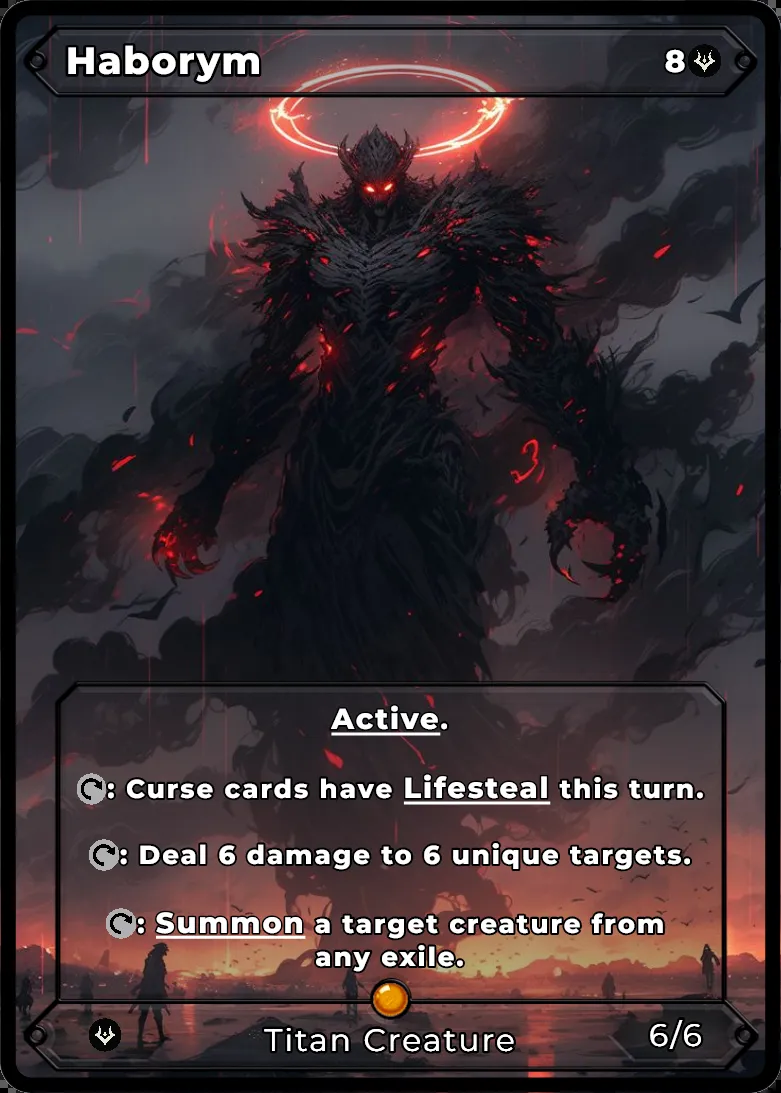 Haborym
8
Active.
: Curse cards have Lifesteal this turn.
: Deal 6 damage to 6 unique targets.
: Summon a target creature from
any exile.
Titan Creature
6/6